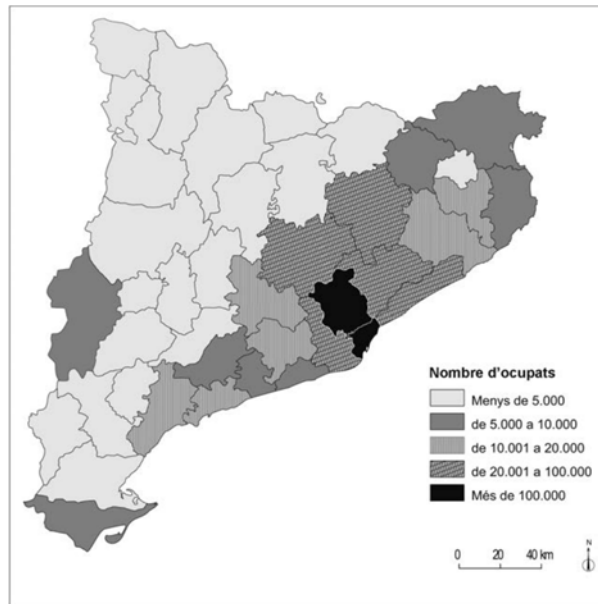 Nombre d'ocupats
Menys de 5.000
de 5.000 a 10.000
de 10.001 a 20.000
de 20.001 a 100.000
Més de 100.000
0 20 40 km
N